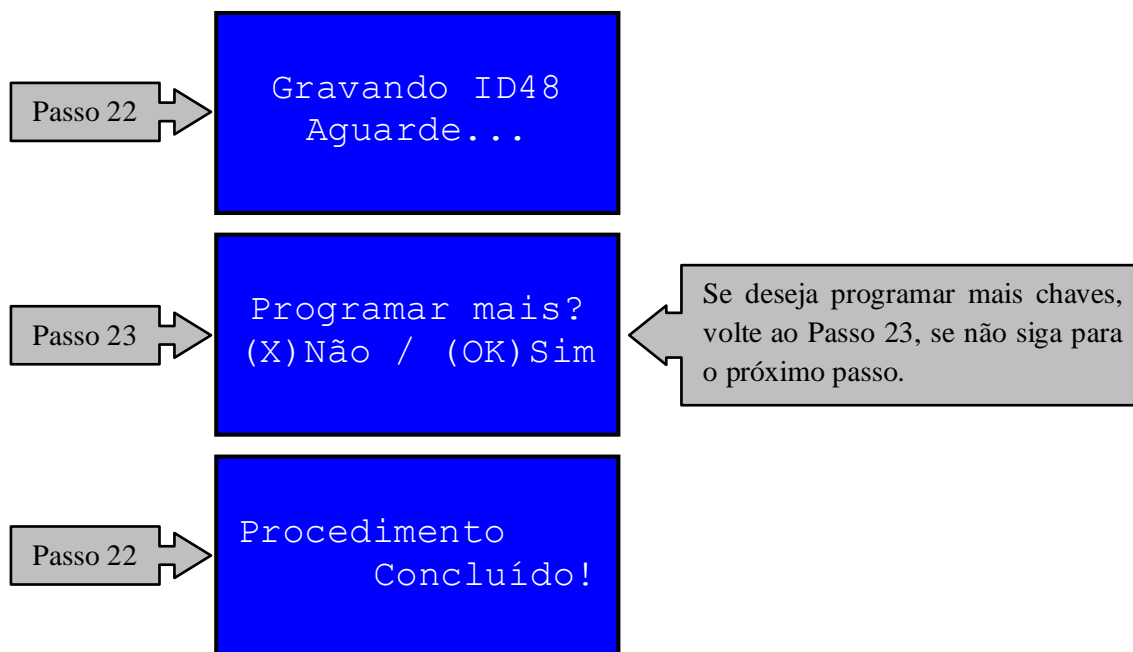 Passo 22
Gravando ID48
Aguarde...
Passo 23
Programar mais?
(X)Não / (OK)Sim
Se deseja programar mais chaves,
volte ao Passo 23, se não siga para
o próximo passo.
Passo 22
Procedimento
Concluído!